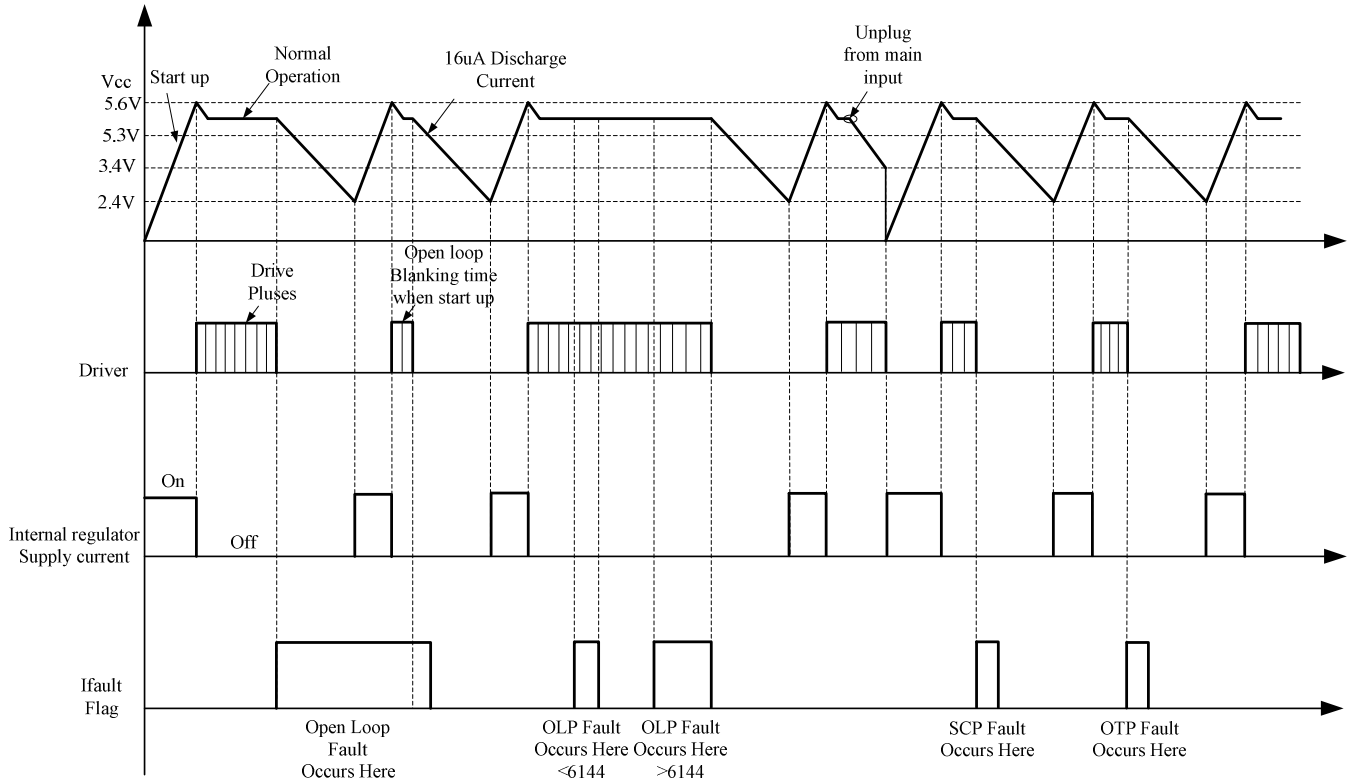 Unplug
from main
input
Normal
Operation
16uA Discharge
Current
Vcc
Start up
5.6V
5.3V
3.4V
2.4V
Open loop
Blanking time
when start up
Drive
Pluses
Driver
On
Off
Internal regulator
Supply current
Ifault
Flag
Open Loop
Fault
Occurs Here
OLP Fault
Occurs Here
<6144
OLP Fault
Occurs Here
>6144
SCP Fault
Occurs Here
OTP Fault
Occurs Here